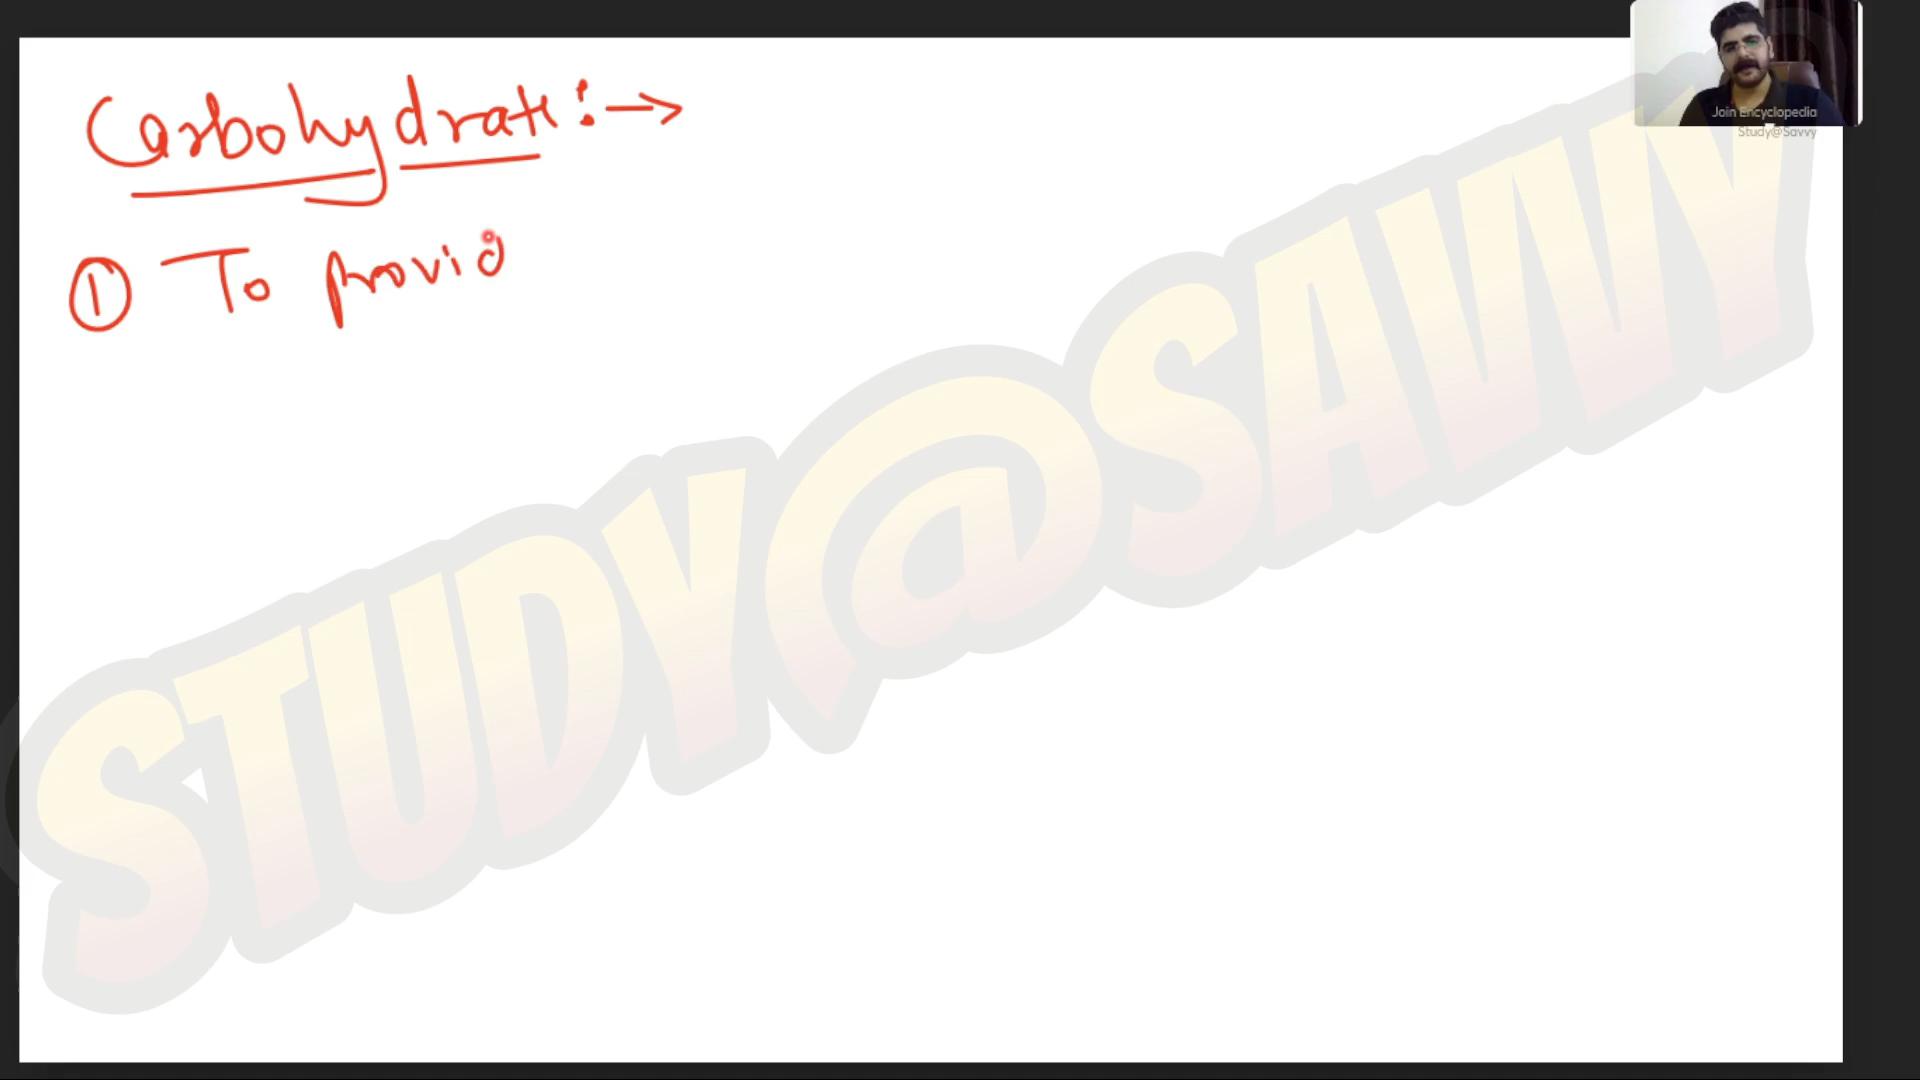 Join Encyclopedia
Study@Savvy
Carbohydrate :→
① To provid
STUDY@SAVVY